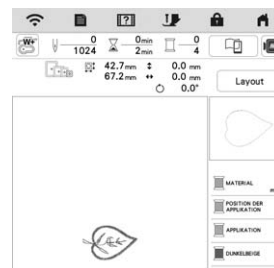 W+
0
1024
0min
2min
0
4
42.7mm 0.0 mm
67.2mm 0.0 mm
0.0°
Layout
MATERIAL
POSITION DER
APPLIKATION
APPLIKATION
DUNKELBEIGE